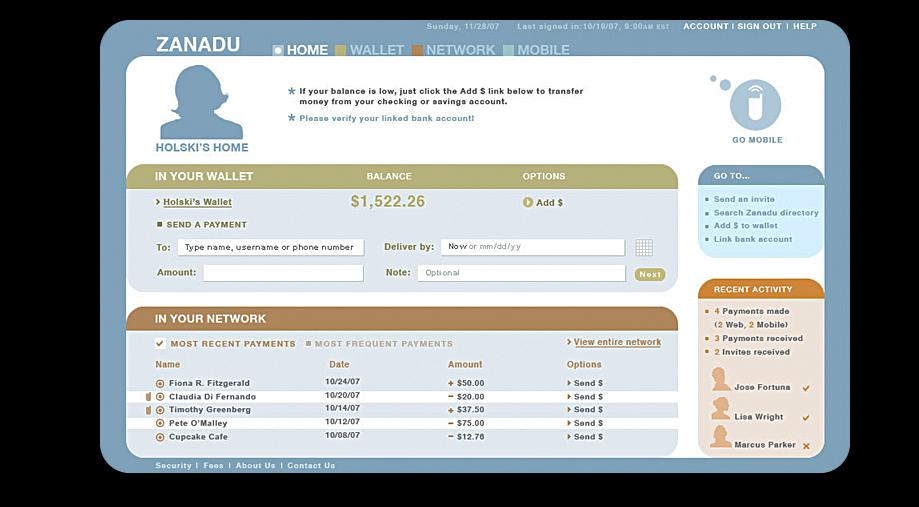 Sunday, 11/28/07 Last signed in:10/19/07, 9:00AM EST ACCOUNT | SIGN OUT | HELP
ZANADU HOME WALLET NETWORK MOBILE
* If your balance is low, just click the Add $ link below to transfer
money from your checking or savings account.
* Please verify your linked bank account!
HOLSKI'S HOME
GO MOBILE
IN YOUR WALLET BALANCE OPTIONS
Holski's Wallet $1,522.26 Add $
SEND A PAYMENT
To: Type name, username or phone number Deliver by: Now or mm/dd/yy
Amount: Note: Optional Next
GO TO...
Send an invite
Search Zanadu directory
Add $ to wallet
Link bank account
IN YOUR NETWORK
MOST RECENT PAYMENTS MOST FREQUENT PAYMENTS View entire network
Name Date Amount Options
Fiona R. Fitzgerald 10/24/07 + $50.00 Send $
Claudia Di Fernando 10/20/07 – $20.00 Send $
Timothy Greenberg 10/14/07 + $37.50 Send $
Pete O'Malley 10/12/07 – $75.00 Send $
Cupcake Cafe 10/08/07 – $12.76 Send $
RECENT ACTIVITY
4 Payments made
(2 Web, 2 Mobile)
3 Payments received
2 Invites received
Jose Fortuna
Lisa Wright
Marcus Parker
Security | Fees | About Us | Contact Us